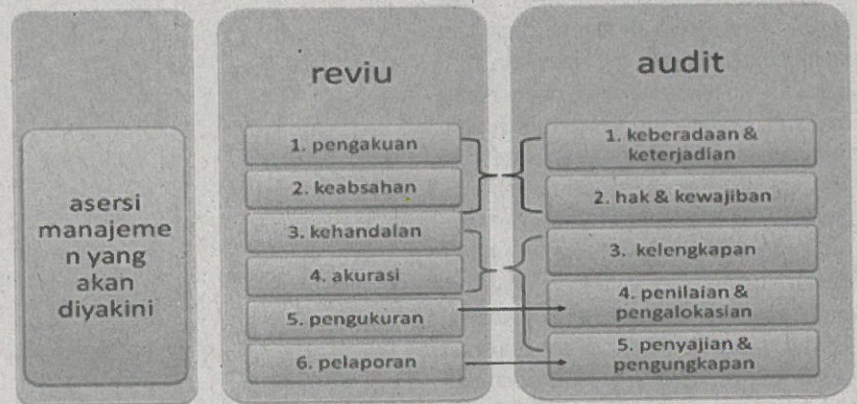 asersi
manajeme
n yang
akan
diyakini
reviu
1. pengakuan
2. keabsahan
3. kehandalan
4. akurasi
5. pengukuran
6. pelaporan
audit
1. keberadaan &
keterjadian
2. hak & kewajiban
3. kelengkapan
4. penilaian &
pengalokasian
5. penyajian &
pengungkapan